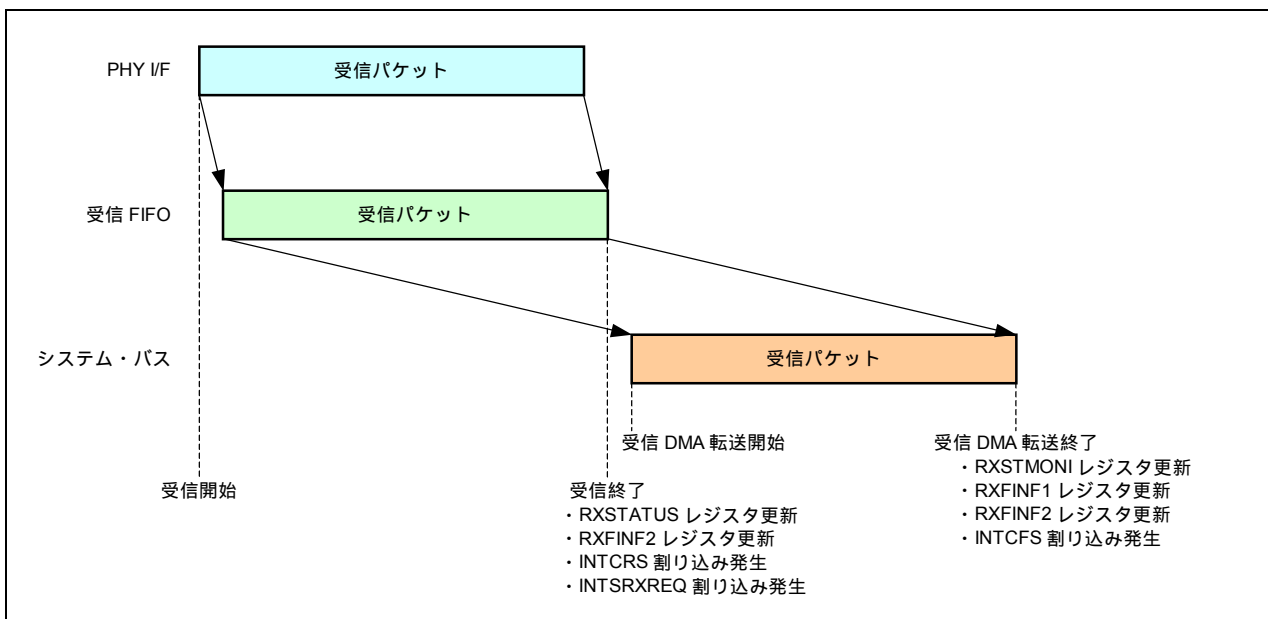 PHY I/F
受信パケット
受信 FIFO
受信パケット
システム・バス
受信パケット
受信 DMA 転送開始
受信 DMA 転送終了
・RXSTMONI レジスタ更新
・RXFINF1 レジスタ更新
・RXFINF2 レジスタ更新
・INTCFS 割り込み発生
受信開始
受信終了
・RXSTATUS レジスタ更新
・RXFINF2 レジスタ更新
・INTCRS 割り込み発生
・INTSRXREQ 割り込み発生